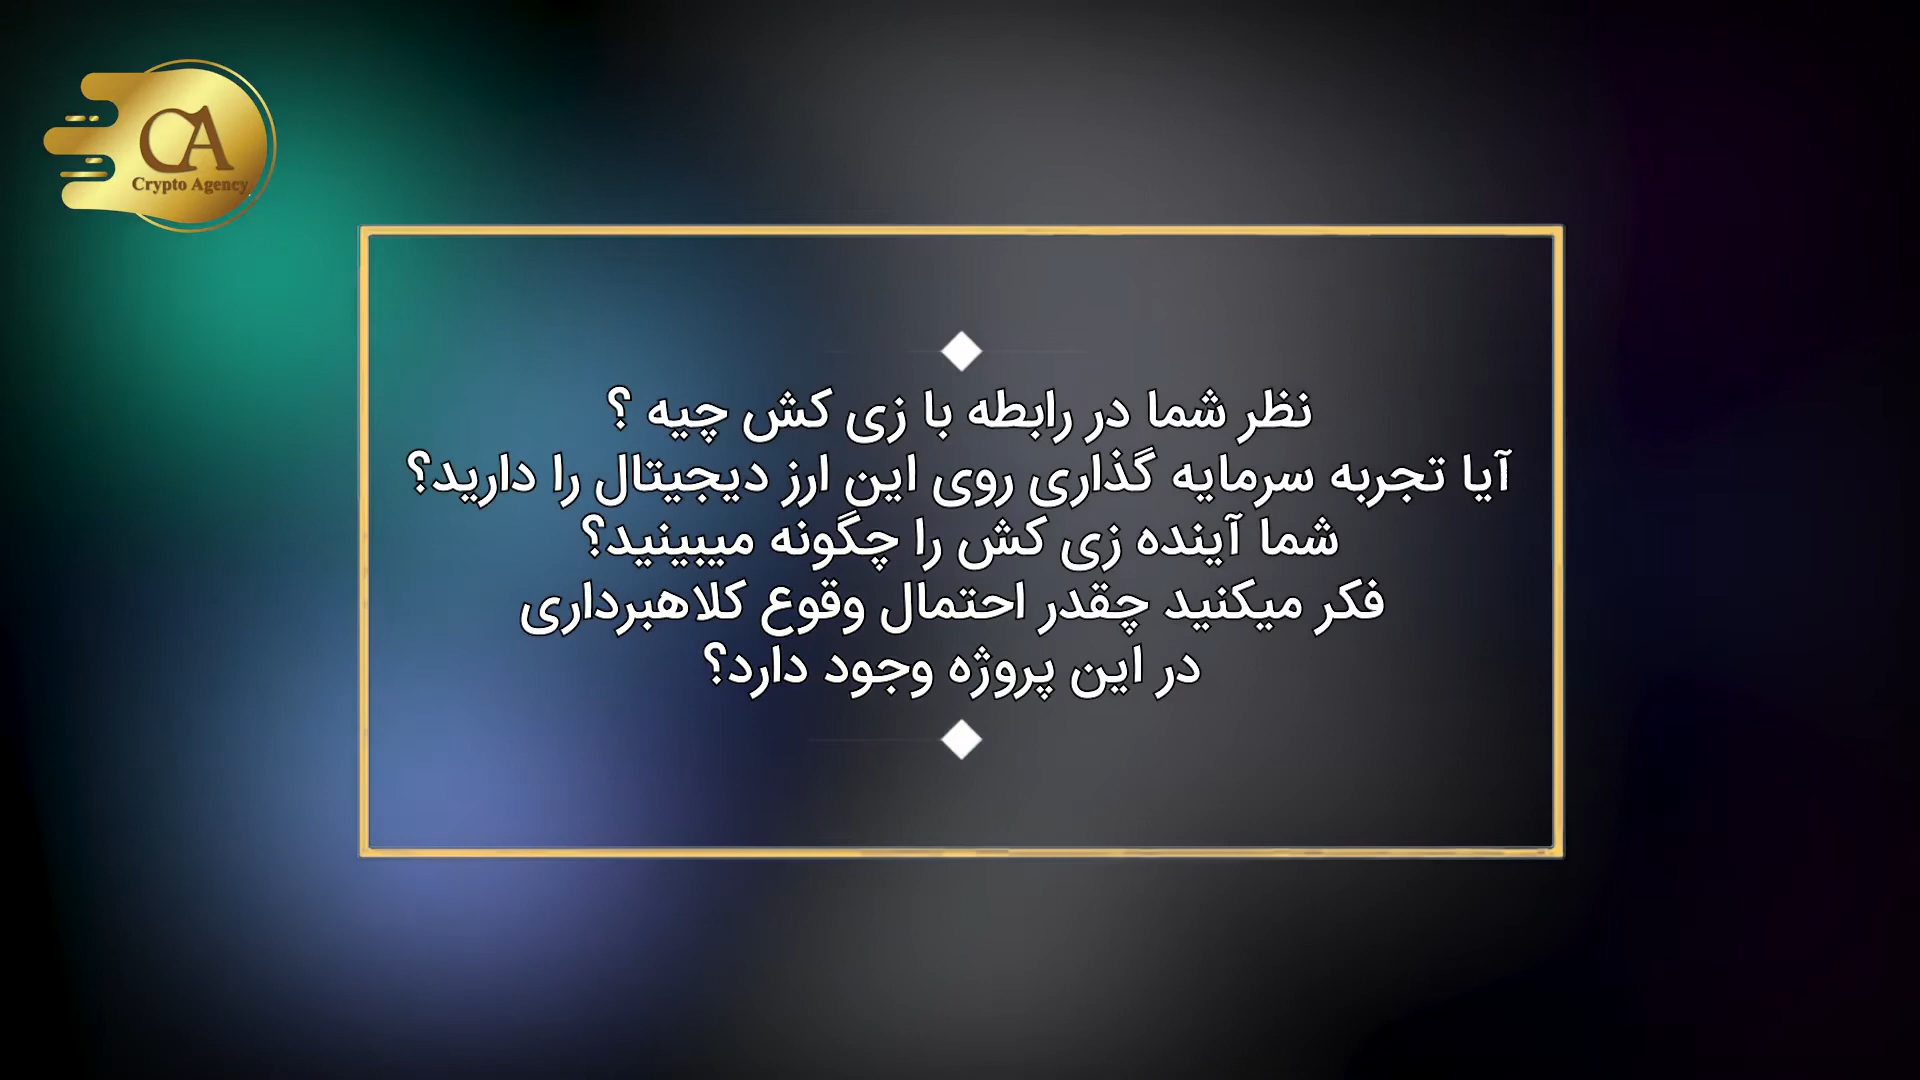 CA
Crypto Agency
نظر شما در رابطه با زی کش چیه ؟
آیا تجربه سرمایه گذاری روی این ارز دیجیتال را دارید؟
شما آینده زی کش را چگونه میبینید؟
فکر میکنید چقدر احتمال وقوع کلاهبرداری
در این پروژه وجود دارد؟